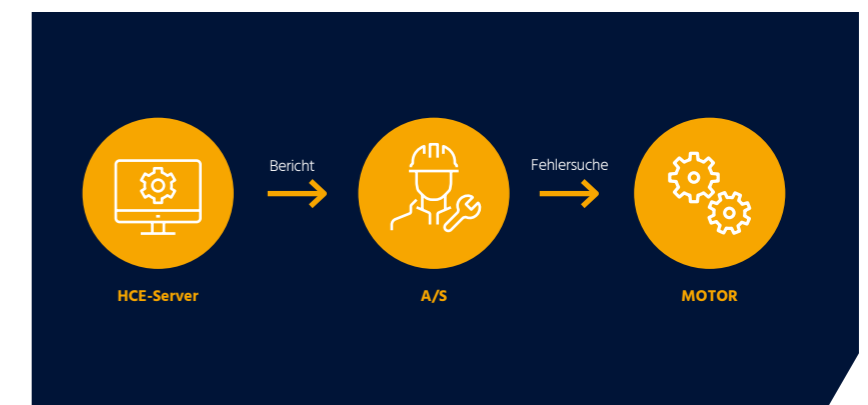 Bericht
Fehlersuche
HCE-Server
A/S
MOTOR